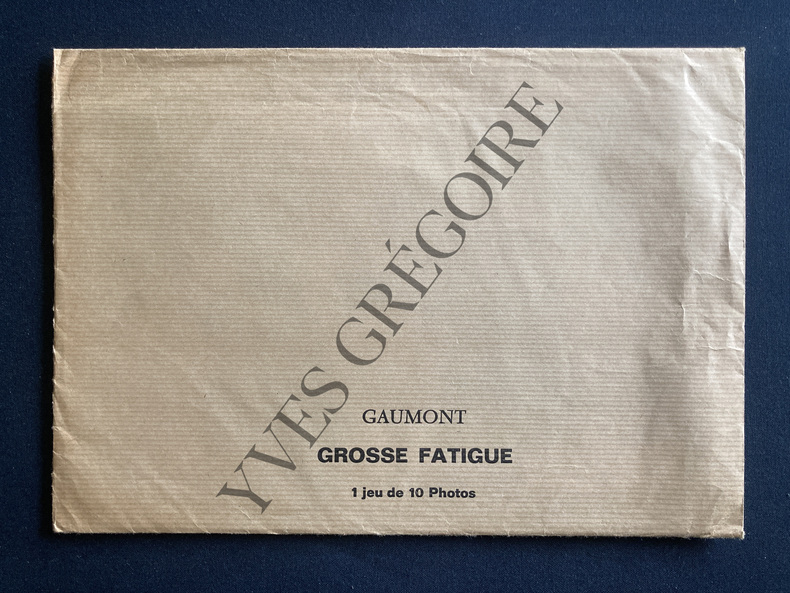 YVES GRÉGOIRE
GAUMONT
GROSSE FATIGUE
1 jeu de 10 Photos